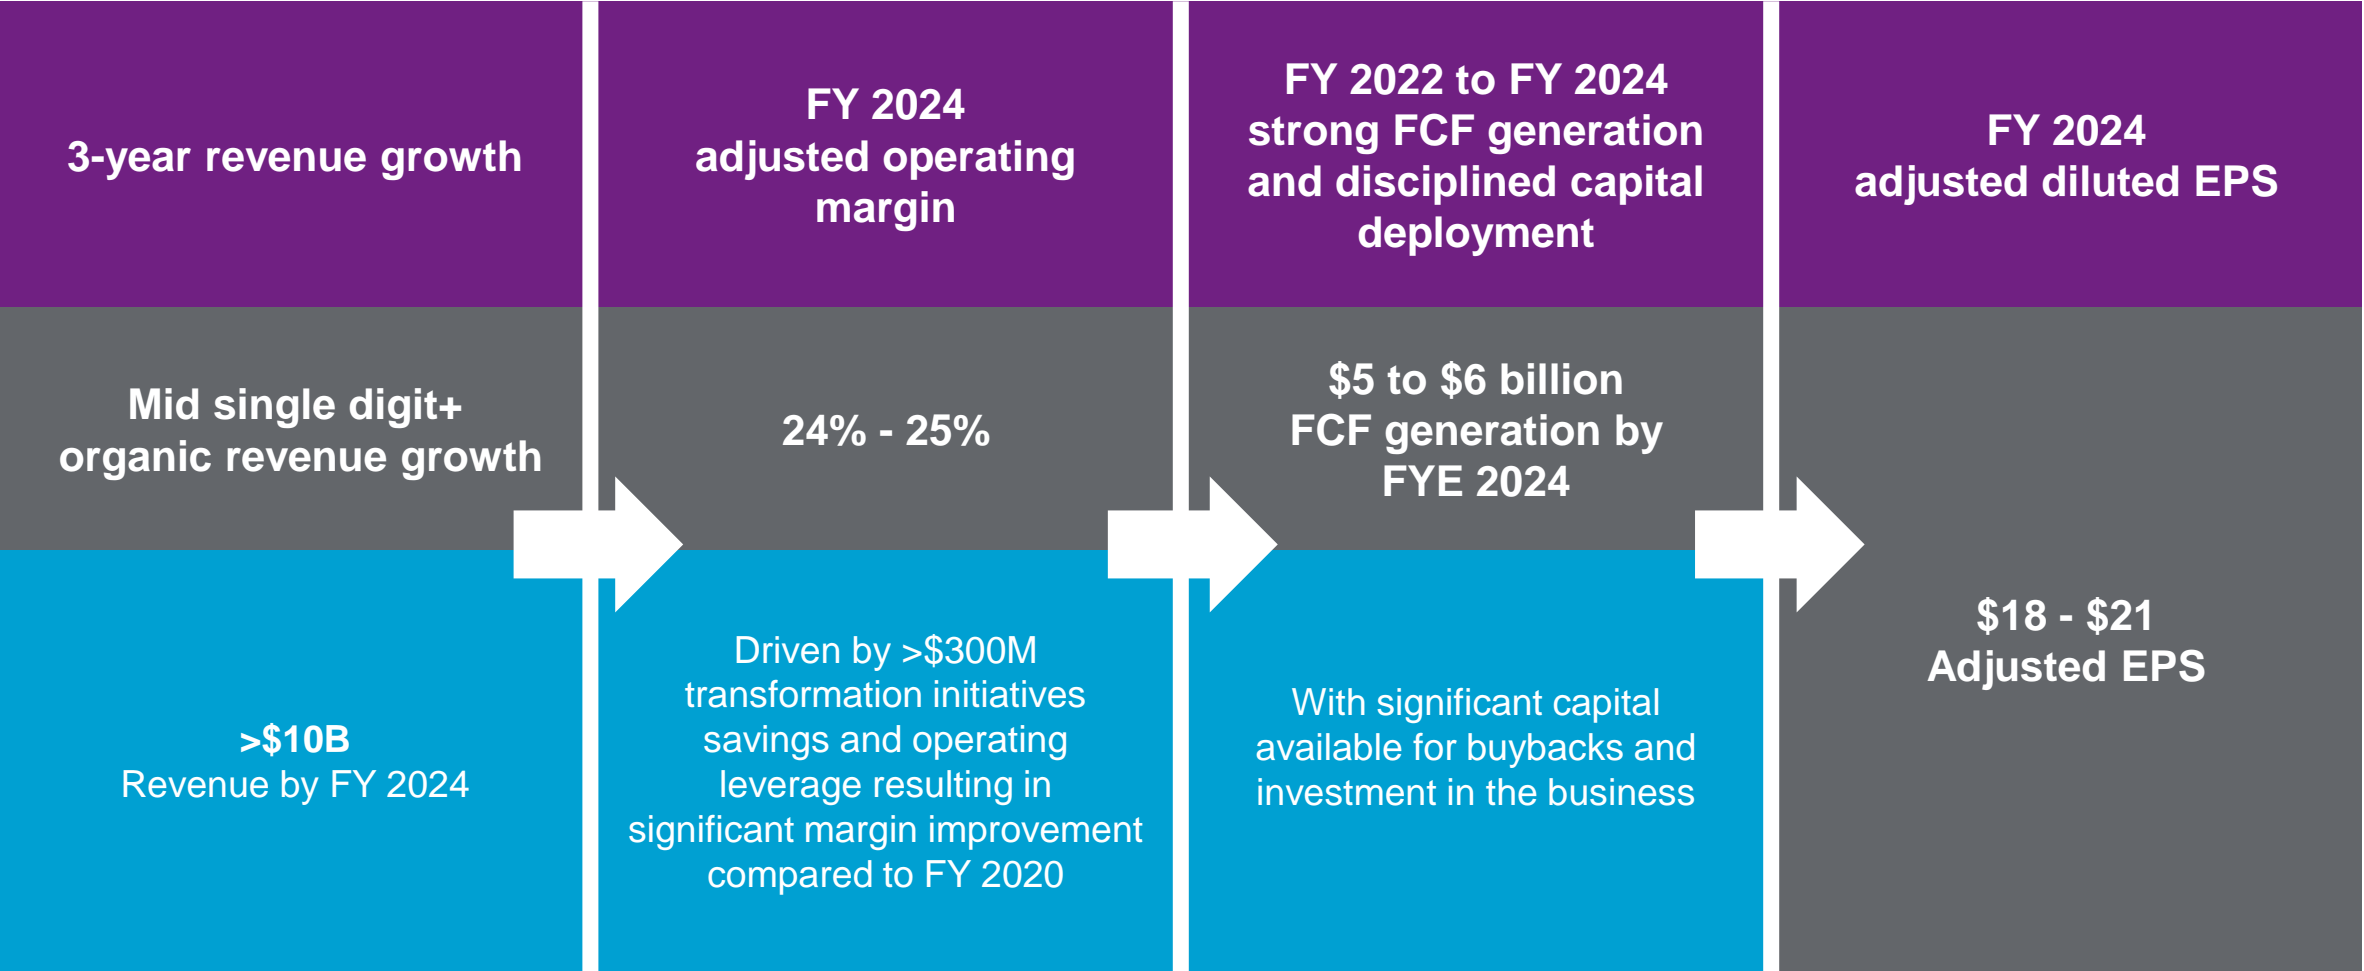 3-year revenue growth
Mid single digit+
organic revenue growth
>$10B
Revenue by FY 2024
FY 2024
adjusted operating
margin
24% - 25%
Driven by >$300M
transformation initiatives
savings and operating
leverage resulting in
significant margin improvement
compared to FY 2020
FY 2022 to FY 2024
strong FCF generation
and disciplined capital
deployment
$5 to $6 billion
FCF generation by
FYE 2024
With significant capital
available for buybacks and
investment in the business
FY 2024
adjusted diluted EPS
$18 - $21
Adjusted EPS